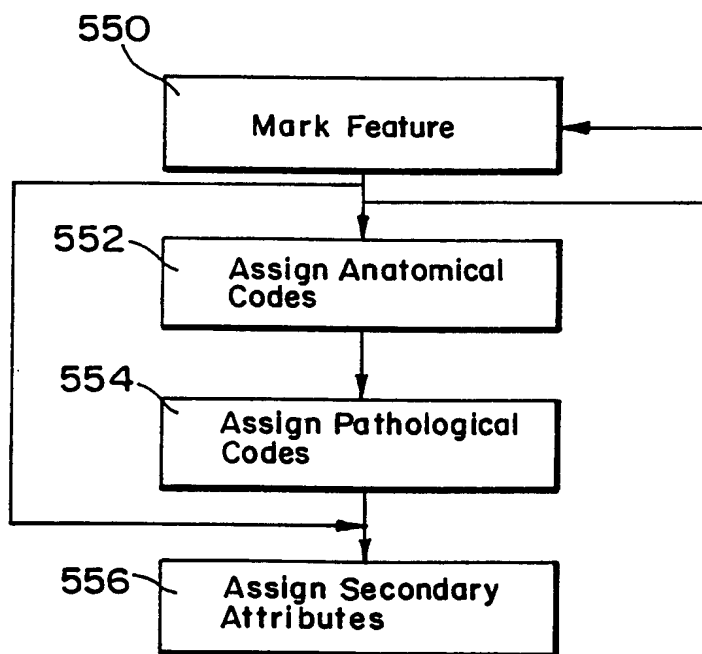 550
Mark Feature
552
Assign Anatomical
Codes
554
Assign Pathological
Codes
556
Assign Secondary
Attributes